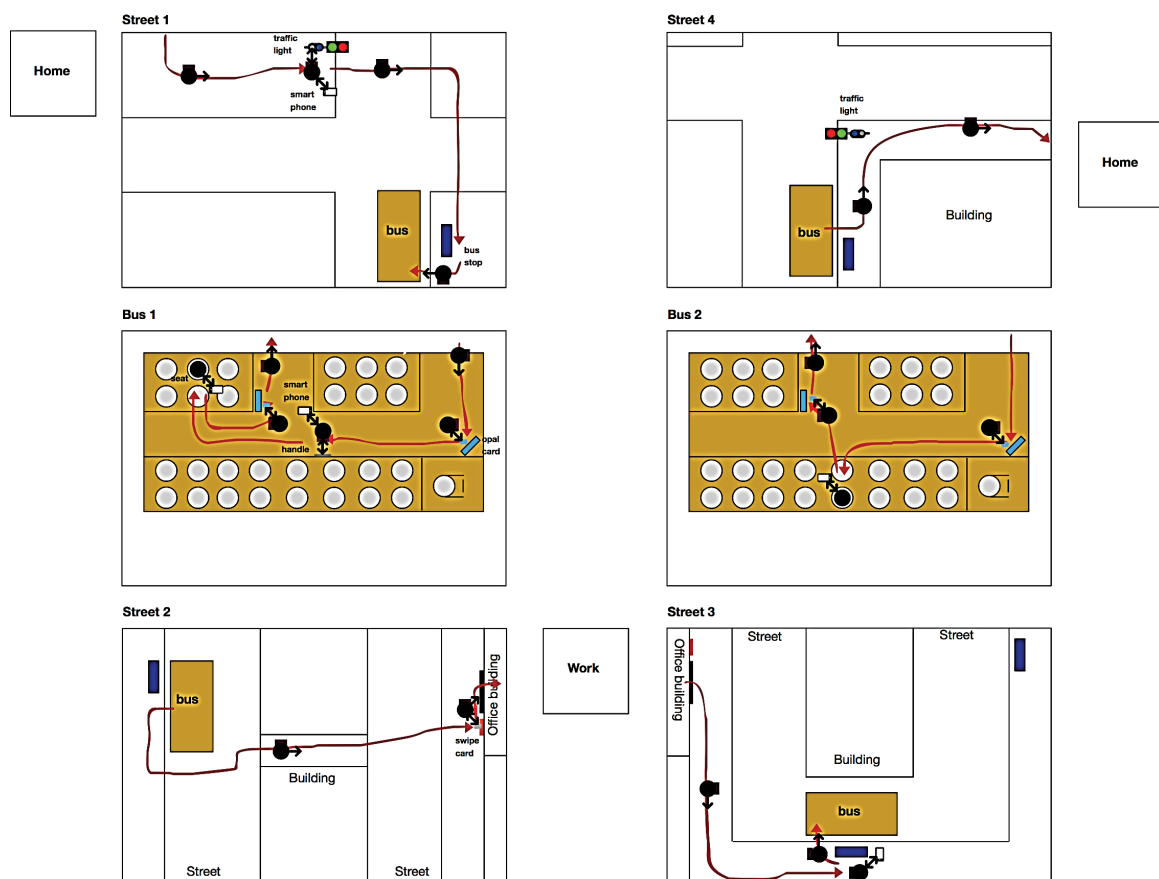 Street 1
Home
traffic
light
smart
phone
bus
bus
stop
Street 4
traffic
light
bus
Building
Home
Bus 1
seat
smart
phone
handle
opal
card
Bus 2
Street 2
bus
Building
swipe
card
Office building
Street
Street
Work
Street 3
Office building
Street
Street
Building
bus